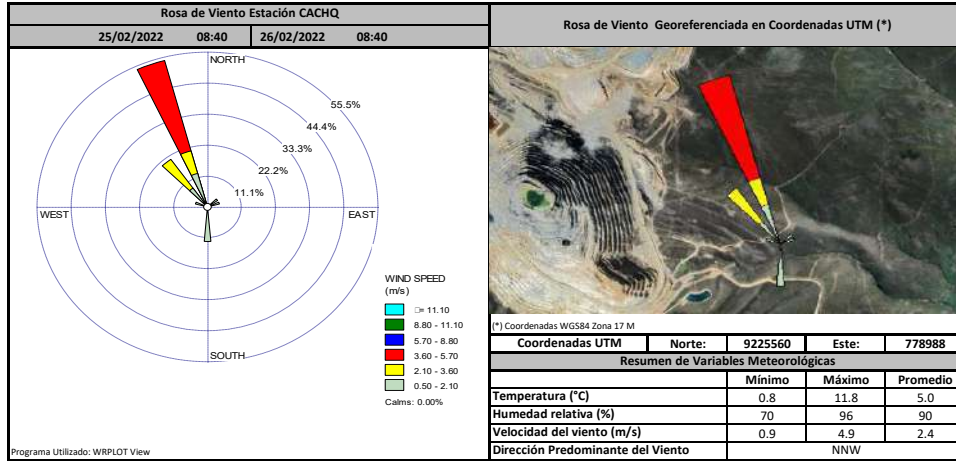 Rosa de Viento Estación CACHQ
25/02/2022 08:40 26/02/2022 08:40
NORTH
55.5%
44.4%
33.3%
22.2%
11.1%
WEST
EAST
SOUTH
WIND SPEED
(m/s)
= 11.10
8.80 - 11.10
5.70 - 8.80
3.60 - 5.70
2.10 - 3.60
0.50 - 2.10
Calms: 0.00%
Programa Utilizado: WRPLOT View
Rosa de Viento Georeferenciada en Coordenadas UTM (*)
(*) Coordenadas WGS84 Zona 17 M
Coordenadas UTM Norte: 9225560 Este: 778988
Resumen de Variables Meteorológicas
Mínimo Máximo Promedio
Temperatura (°C) 0.8 11.8 5.0
Humedad relativa (%) 70 96 90
Velocidad del viento (m/s) 0.9 4.9 2.4
Dirección Predominante del Viento NNW